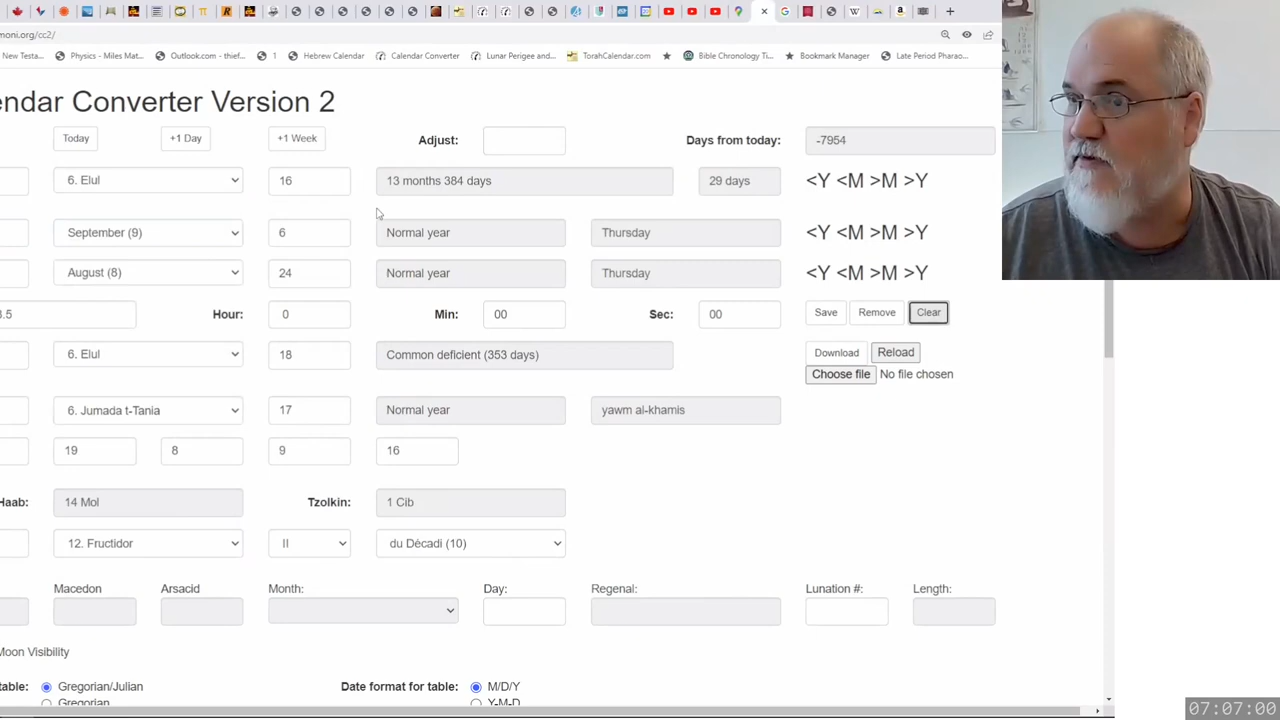 moni.org/cc2/
New Testa... Physics - Miles Mat... Outlook.com - thief... 1 Hebrew Calendar Calendar Converter Lunar Perigee and... TorahCalendar.com Bible Chronology Ti... Bookmark Manager Late Period Pharao...
endar Converter Version 2
Today +1 Day +1 Week Adjust: Days from today: -7954
6. Elul 16 13 months 384 days 29 days <Y <M >M >Y
September (9) 6 Normal year Thursday <Y <M >M >Y
August (8) 24 Normal year Thursday <Y <M >M >Y
3.5 Hour: 0 Min: 00 Sec: 00 Save Remove Clear
6. Elul 18 Common deficient (353 days) Download Reload
Choose file No file chosen
6. Jumada t-Tania 17 Normal year yawm al-khamis
19 8 9 16
Haab: 14 Mol Tzolkin: 1 Cib
12. Fructidor II du Décadi (10)
Macedon Arsacid Month: Day: Regenal: Lunation #: Length:
Moon Visibility
table: Gregorian/Julian Date format for table: M/D/Y
Gregorian Y-M-D
07:07:00